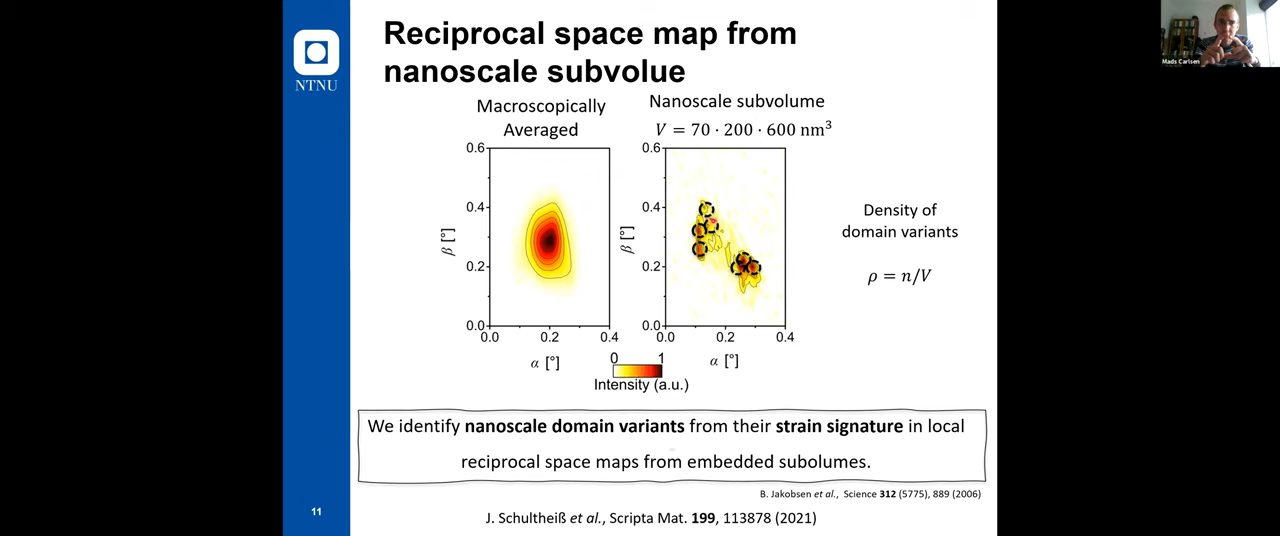 Reciprocal space map from
nanoscale subvolue
NTNU
Macroscopically
Averaged
Nanoscale subvolume
V = 70 · 200 · 600 nm³
0.6
0.4
0.2
0.0
0.0
0.2
0.4
β [°]
α [°]
0.6
0.4
0.2
0.0
0.0
0.2
0.4
β [°]
α [°]
0
1
Intensity (a.u.)
Density of
domain variants
ρ = n/V
We identify nanoscale domain variants from their strain signature in local
reciprocal space maps from embedded subolumes.
B. Jakobsen et al., Science 312 (5775), 889 (2006)
11
J. Schultheiß et al., Scripta Mat. 199, 113878 (2021)
Mads Carlsen